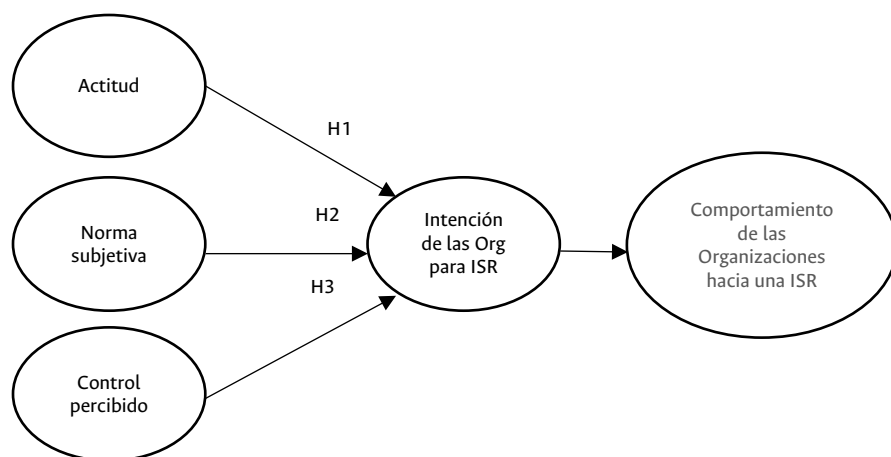 Actitud
H1
Norma
subjetiva
H2
Intención
de las Org
para ISR
Comportamiento
de las
Organizaciones
hacia una ISR
H3
Control
percibido